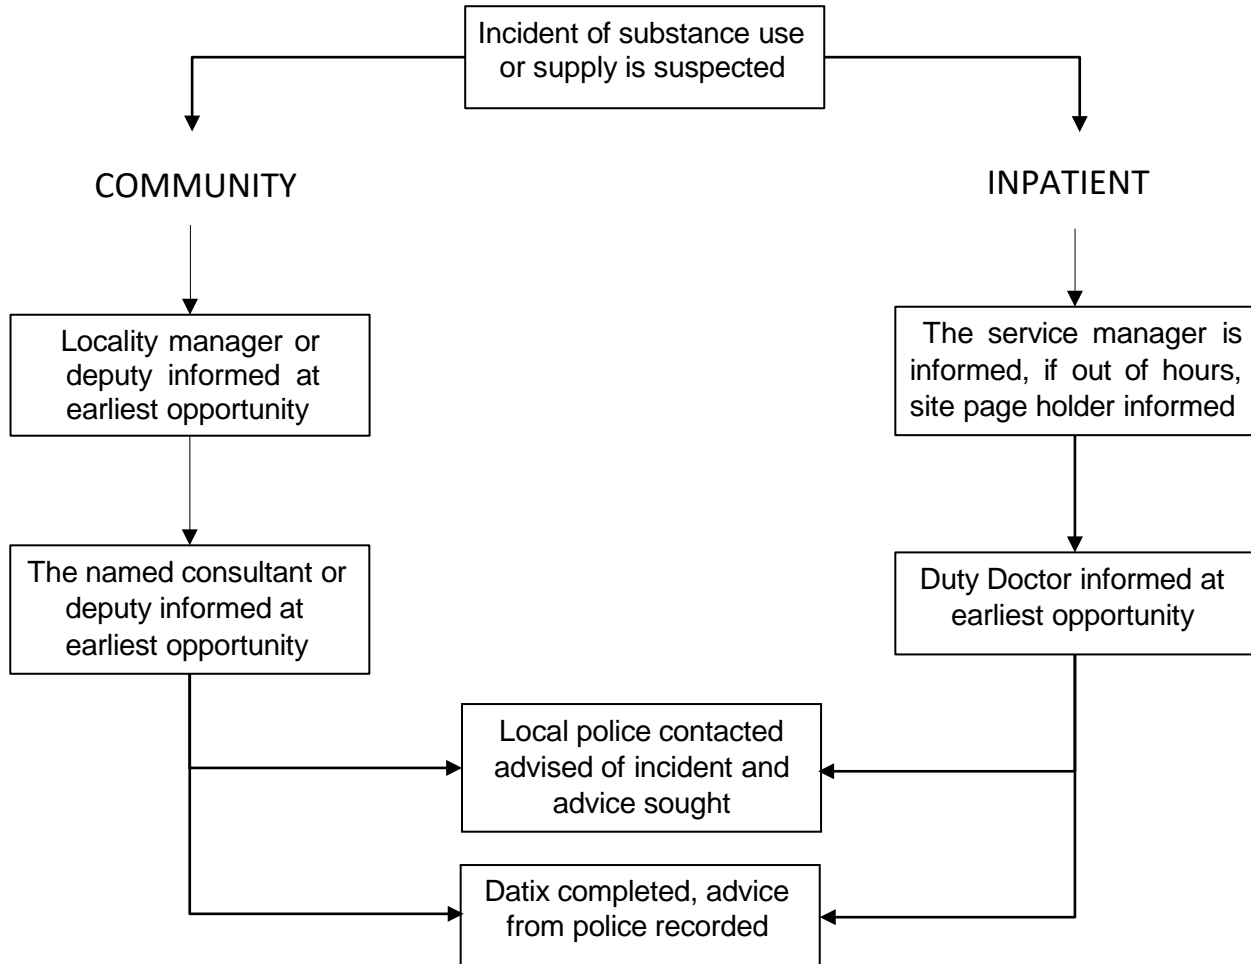 Incident of substance use
or supply is suspected
COMMUNITY
INPATIENT
Locality manager or
deputy informed at
earliest opportunity
The service manager is
informed, if out of hours,
site page holder informed
The named consultant or
deputy informed at
earliest opportunity
Duty Doctor informed at
earliest opportunity
Local police contacted
advised of incident and
advice sought
Datix completed, advice
from police recorded